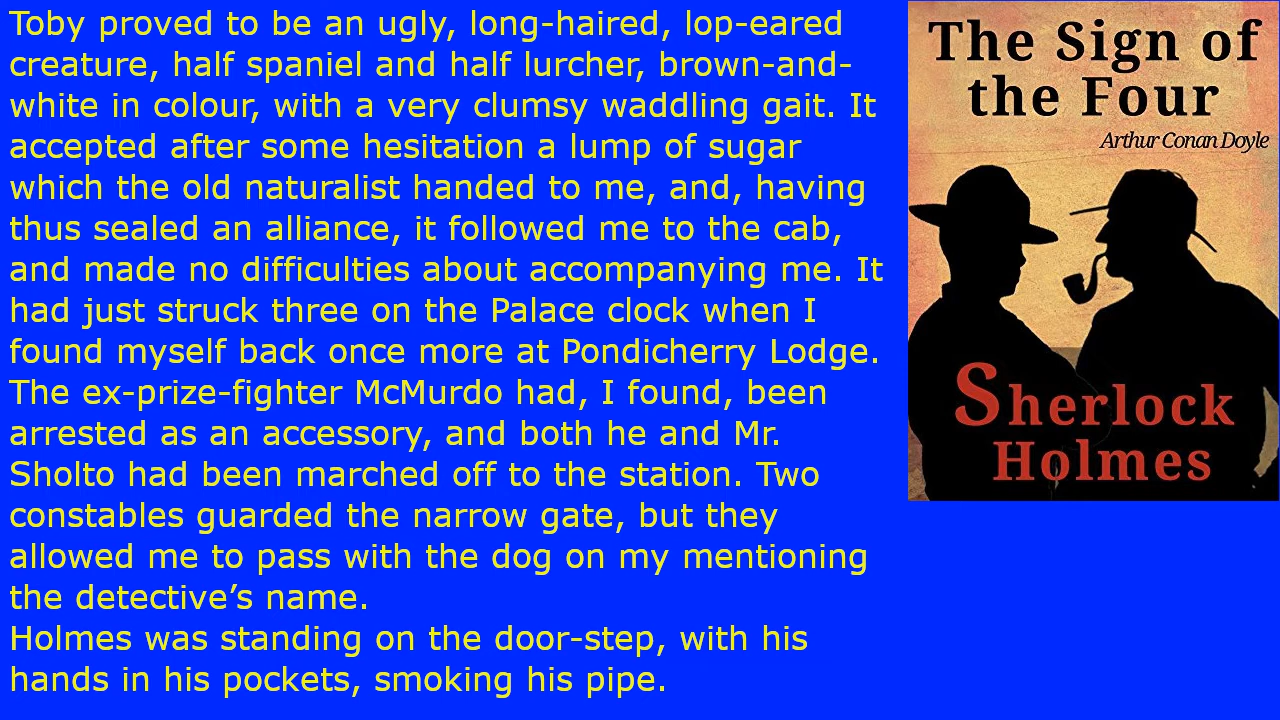 Toby proved to be an ugly, long-haired, lop-eared
creature, half spaniel and half lurcher, brown-and-
white in colour, with a very clumsy waddling gait. It
accepted after some hesitation a lump of sugar
which the old naturalist handed to me, and, having
thus sealed an alliance, it followed me to the cab,
and made no difficulties about accompanying me. It
had just struck three on the Palace clock when I
found myself back once more at Pondicherry Lodge.
The ex-prize-fighter McMurdo had, I found, been
arrested as an accessory, and both he and Mr.
Sholto had been marched off to the station. Two
constables guarded the narrow gate, but they
allowed me to pass with the dog on my mentioning
the detective’s name.
Holmes was standing on the door-step, with his
hands in his pockets, smoking his pipe.
The Sign of
the Four
Arthur Conan Doyle
Sherlock
Holmes